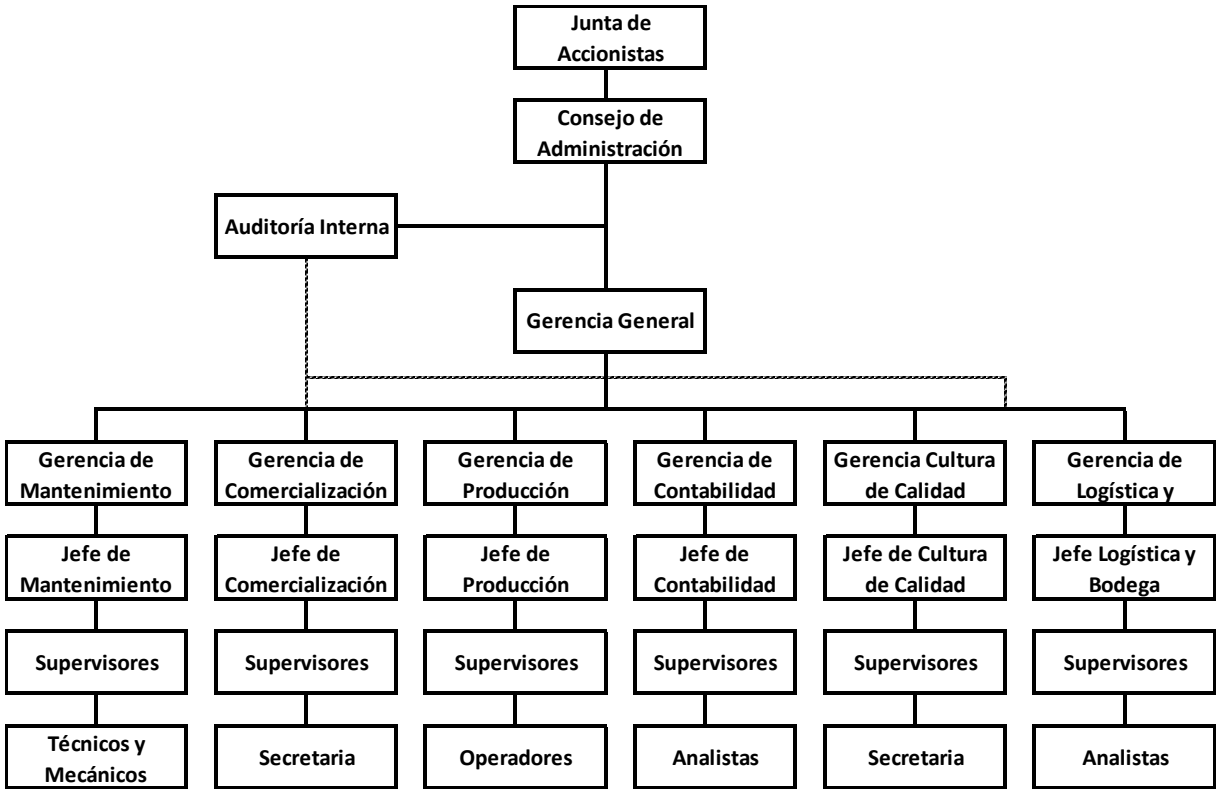 Junta de
Accionistas
Consejo de
Administración
Auditoría Interna
Gerencia General
Gerencia de
Mantenimiento
Gerencia de
Comercialización
Gerencia de
Producción
Gerencia de
Contabilidad
Gerencia Cultura
de Calidad
Gerencia de
Logística y
Jefe de
Mantenimiento
Jefe de
Comercialización
Jefe de
Producción
Jefe de
Contabilidad
Jefe de Cultura
de Calidad
Jefe Logística y
Bodega
Supervisores
Supervisores
Supervisores
Supervisores
Supervisores
Supervisores
Técnicos y
Mecánicos
Secretaria
Operadores
Analistas
Secretaria
Analistas